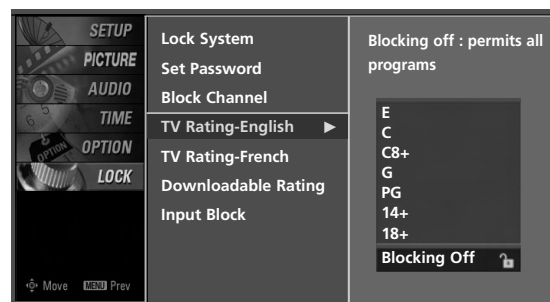 SETUP
PICTURE
AUDIO
TIME
OPTION
LOCK
Move MENU Prev
Lock System
Set Password
Block Channel
TV Rating-English
TV Rating-French
Downloadable Rating
Input Block
Blocking off : permits all
programs
E
C
C8+
G
PG
14+
18+
Blocking Off